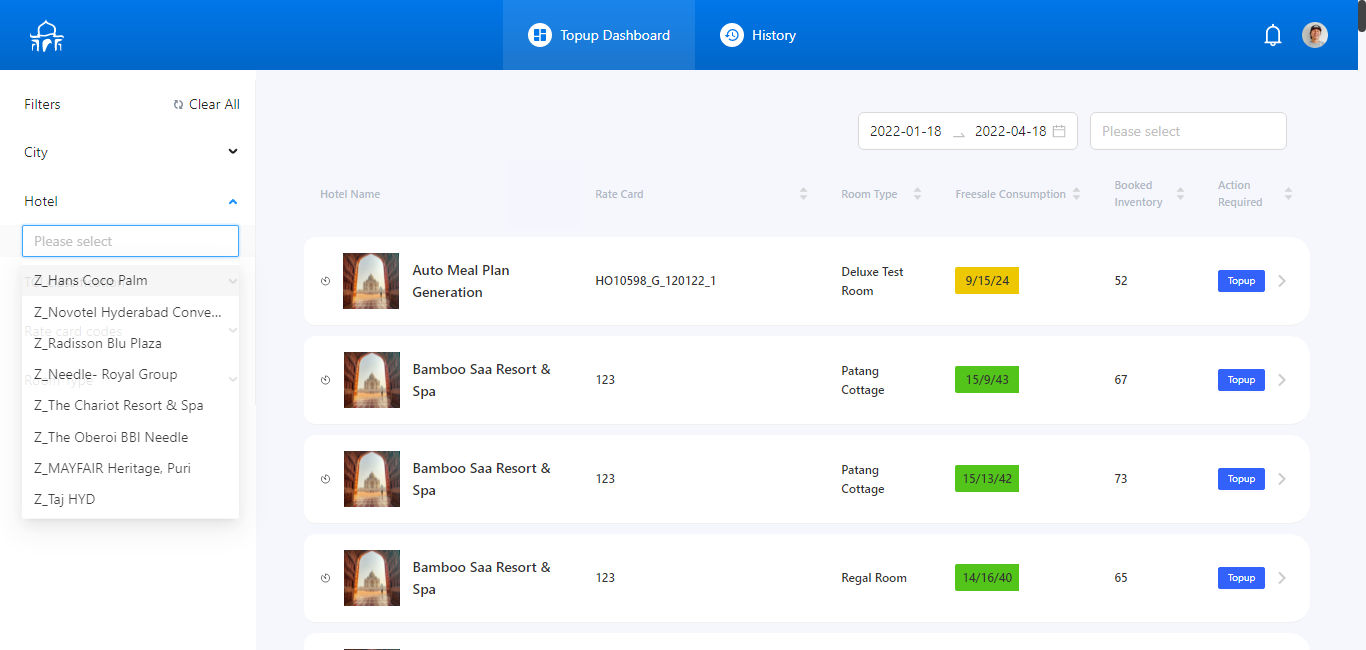 Topup Dashboard
History
Filters
Clear All
City
Hotel
Please select
Z_Hans Coco Palm
Z_Novotel Hyderabad Conve...
Rate card codes
Z_Radisson Blu Plaza
Z_Needle- Royal Group
Z_The Chariot Resort & Spa
Z_The Oberoi BBI Needle
Z_MAYFAIR Heritage, Puri
Z_Taj HYD
2022-01-18
2022-04-18
Please select
Hotel Name
Rate Card
Room Type
Freesale Consumption
Booked
Inventory
Action
Required
Auto Meal Plan
Generation
HO10598_G_120122_1
Deluxe Test
Room
9/15/24
52
Topup
Bamboo Saa Resort &
Spa
123
Patang
Cottage
15/9/43
67
Topup
Bamboo Saa Resort &
Spa
123
Patang
Cottage
15/13/42
73
Topup
Bamboo Saa Resort &
Spa
123
Regal Room
14/16/40
65
Topup